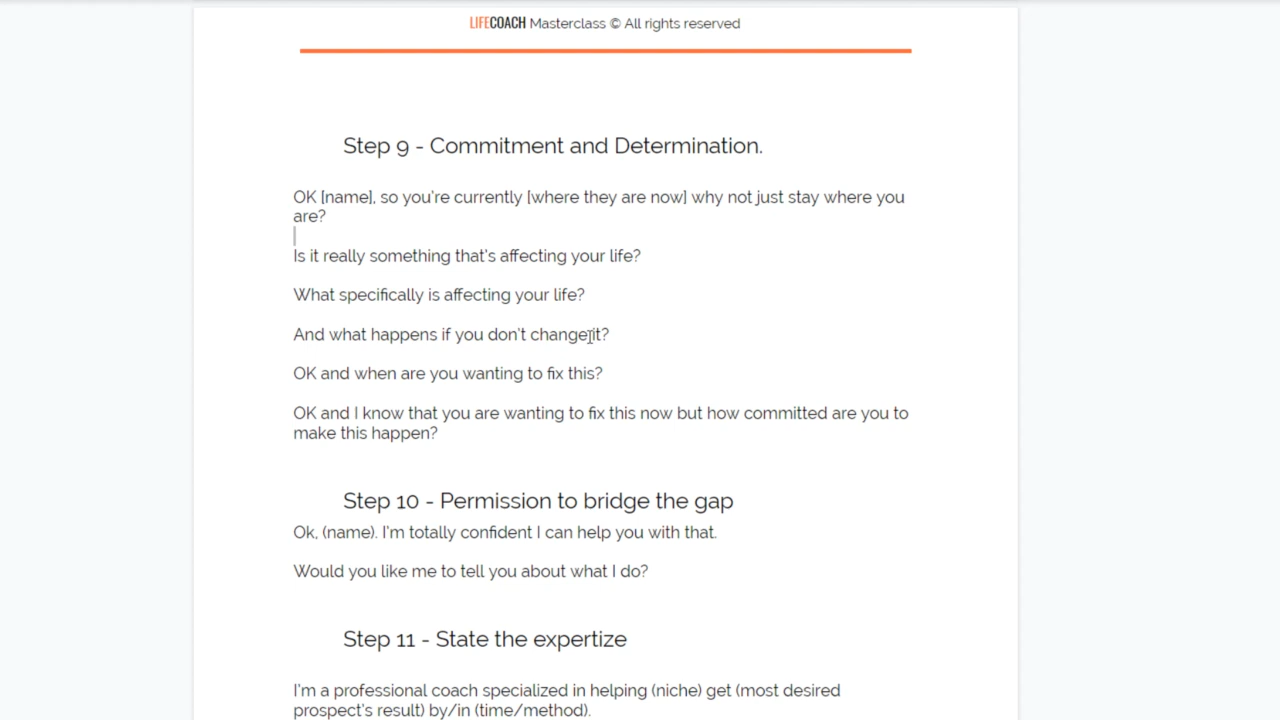 LIFECOACH Masterclass © All rights reserved
Step 9 - Commitment and Determination.
OK [name], so you're currently [where they are now] why not just stay where you
are?
Is it really something that's affecting your life?
What specifically is affecting your life?
And what happens if you don't change it?
OK and when are you wanting to fix this?
OK and I know that you are wanting to fix this now but how committed are you to
make this happen?
Step 10 - Permission to bridge the gap
Ok, (name). I'm totally confident I can help you with that.
Would you like me to tell you about what I do?
Step 11 - State the expertize
I'm a professional coach specialized in helping (niche) get (most desired
prospect's result) by/in (time/method).